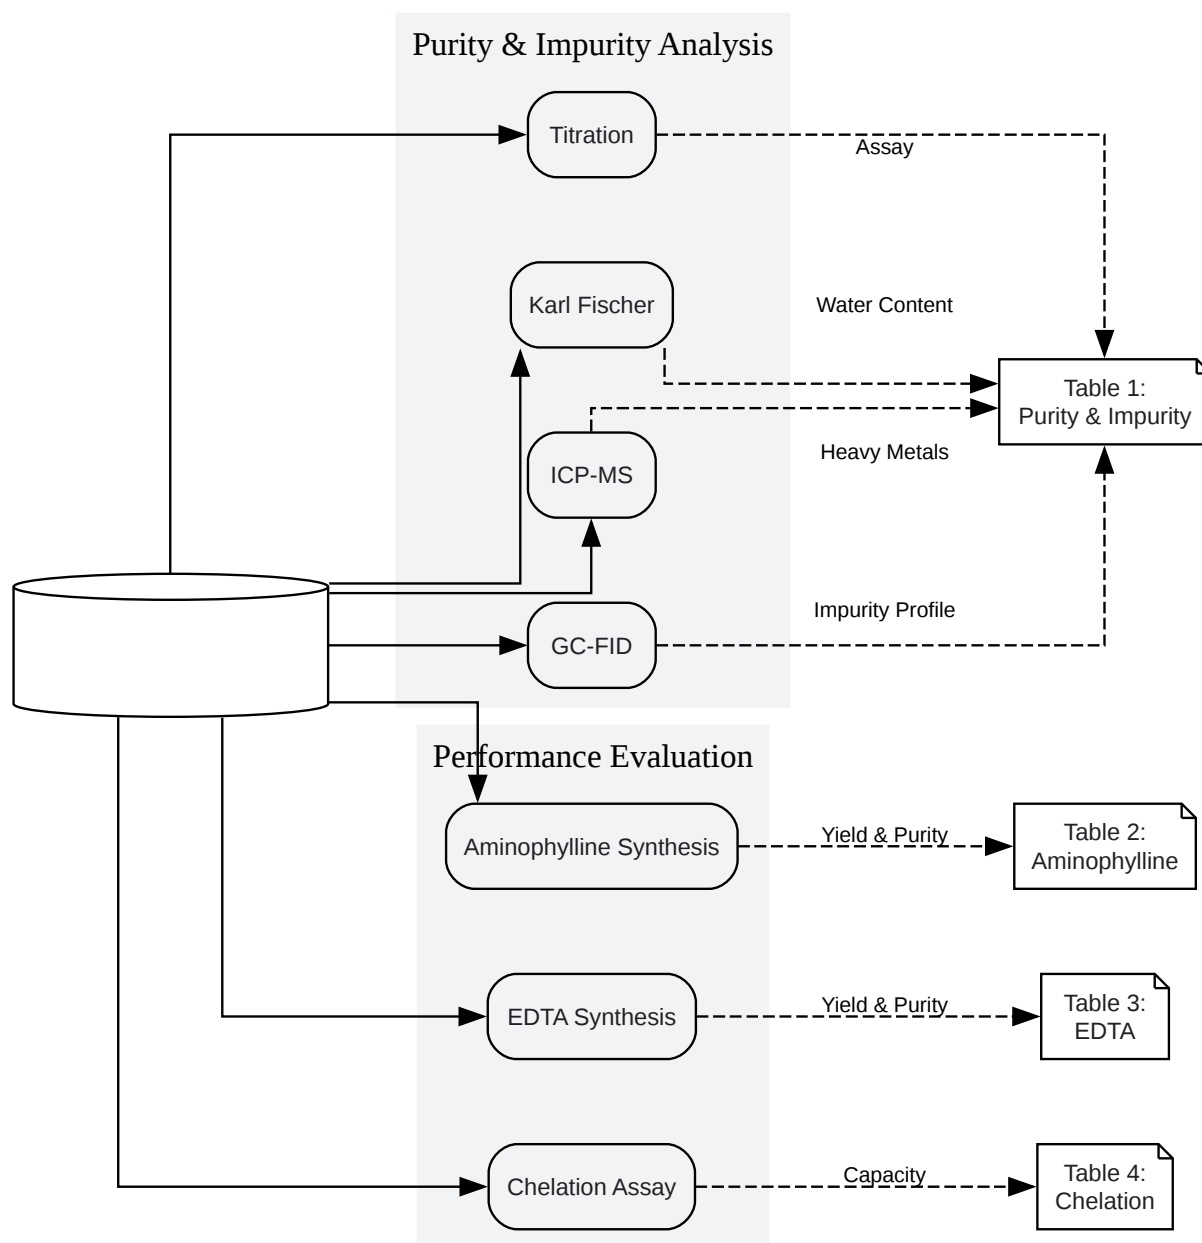 Purity & Impurity Analysis
Titration
Assay
Karl Fischer
Water Content
Table 1:
Purity & Impurity
ICP-MS
Heavy Metals
GC-FID
Impurity Profile
Performance Evaluation
Aminophylline Synthesis
Yield & Purity
Table 2:
Aminophylline
EDTA Synthesis
Yield & Purity
Table 3:
EDTA
Chelation Assay
Capacity
Table 4:
Chelation